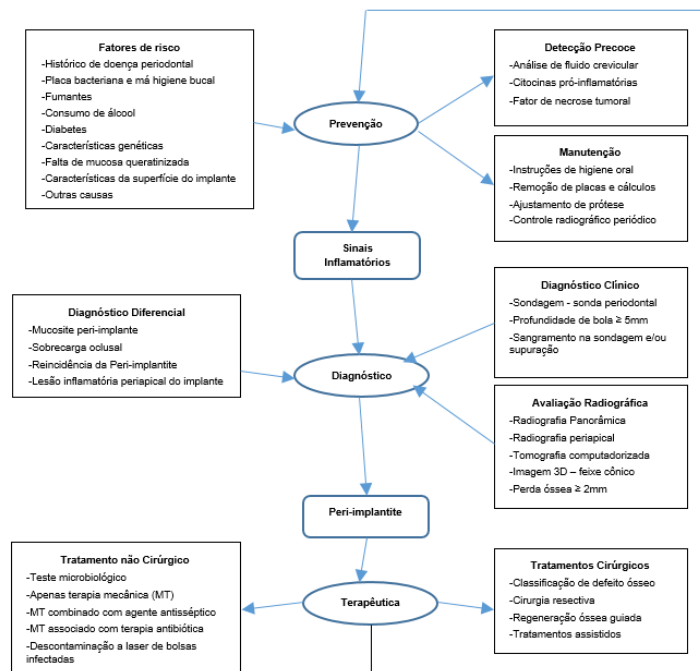 Fatores de risco
-Histórico de doença periodontal
-Placa bacteriana e má higiene bucal
-Fumantes
-Consumo de álcool
-Diabetes
-Características genéticas
-Falta de mucosa queratinizada
-Características da superfície do implante
-Outras causas
Prevenção
Detecção Precoce
-Análise de fluido crevicular
-Citocinas pró-inflamatórias
-Fator de necrose tumoral
Manutenção
-Instruções de higiene oral
-Remoção de placas e cálculos
-Ajustamento de prótese
-Controle radiográfico periódico
Sinais
Inflamatórios
Diagnóstico Diferencial
-Mucosite peri-implante
-Sobrecarga oclusal
-Reincidência da Peri-implantite
-Lesão inflamatória periapical do implante
Diagnóstico
Diagnóstico Clínico
-Sondagem - sonda periodontal
-Profundidade de bola ≥ 5mm
-Sangramento na sondagem e/ou
supuração
Avaliação Radiográfica
-Radiografia Panorâmica
-Radiografia periapical
-Tomografia computadorizada
-Imagem 3D – feixe cônico
-Perda óssea ≥ 2mm
Peri-implantite
Tratamento não Cirúrgico
-Teste microbiológico
-Apenas terapia mecânica (MT)
-MT combinado com agente antisséptico
-MT associado com terapia antibiótica
-Descontaminação a laser de bolsas
infectadas
Terapêutica
Tratamentos Cirúrgicos
-Classificação de defeito ósseo
-Cirurgia resectiva
-Regeneração óssea guiada
-Tratamentos assistidos